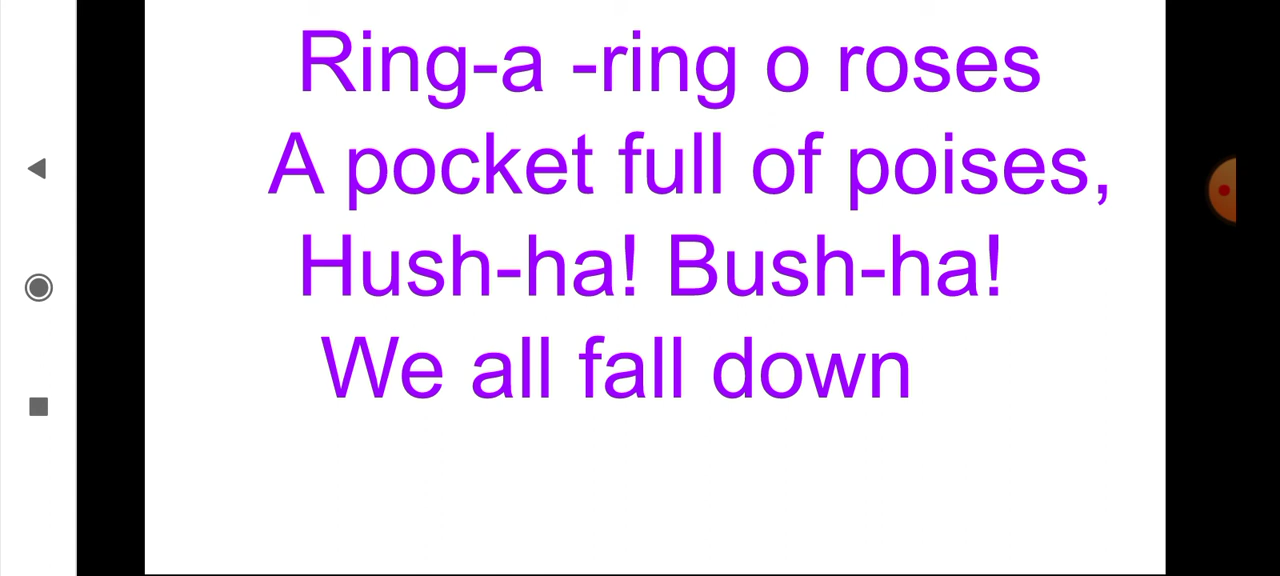 Ring-a -ring o roses
A pocket full of poises,
Hush-ha! Bush-ha!
We all fall down